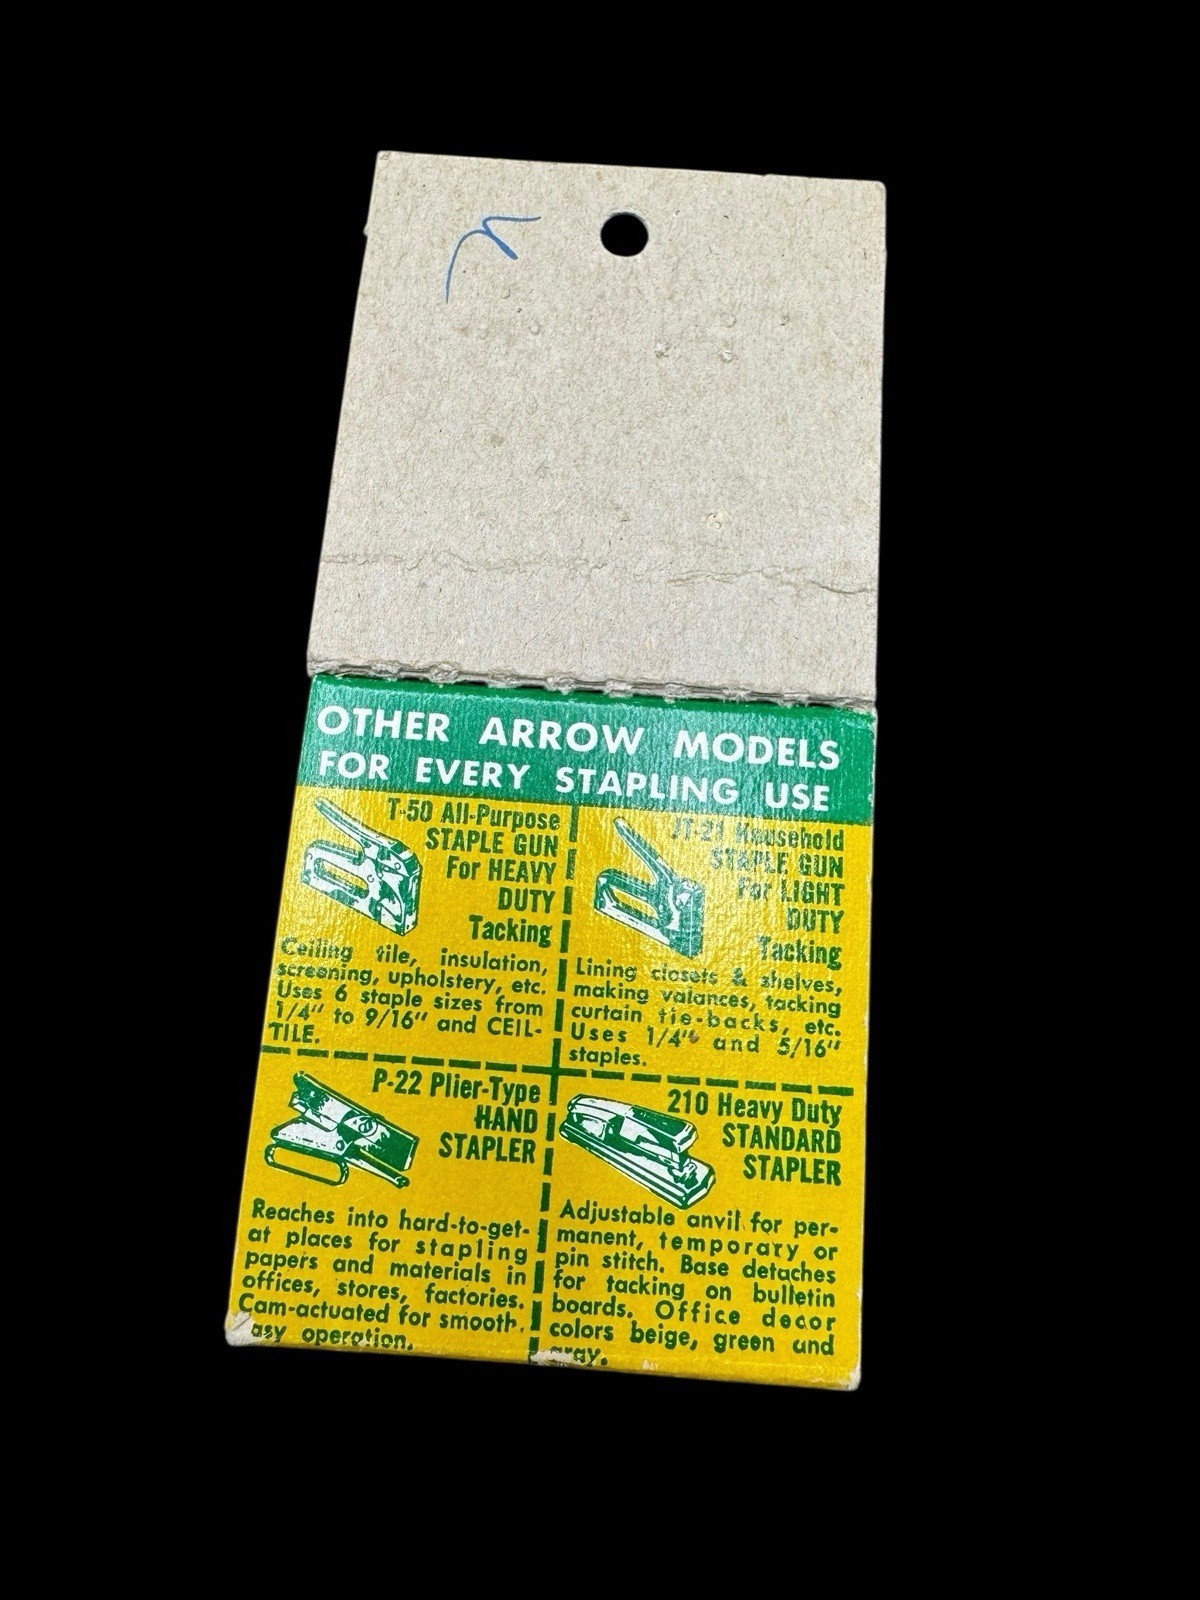 OTHER ARROW MODELS
FOR EVERY STAPLING USE
T-50 All-Purpose
STAPLE GUN
For HEAVY
DUTY
Tacking
Ceiling tile, insulation,
screening, upholstery, etc.
Uses 6 staple sizes from
1/4" to 9/16" and CEIL-
TILE.
JT-21 Household
STAPLE GUN
For LIGHT
DUTY
Tacking
Lining closets & shelves,
making valances, tacking
curtain tie-backs, etc.
Uses 1/4" and 5/16"
staples.
P-22 Plier-Type
HAND
STAPLER
Reaches into hard-to-get-
at places for stapling
papers and materials in
offices, stores, factories.
Cam-actuated for smooth,
easy operation.
210 Heavy Duty
STANDARD
STAPLER
Adjustable anvil for per-
manent, temporary or
pin stitch. Base detaches
for tacking on bulletin
boards. Office decor
colors beige, green and
gray.